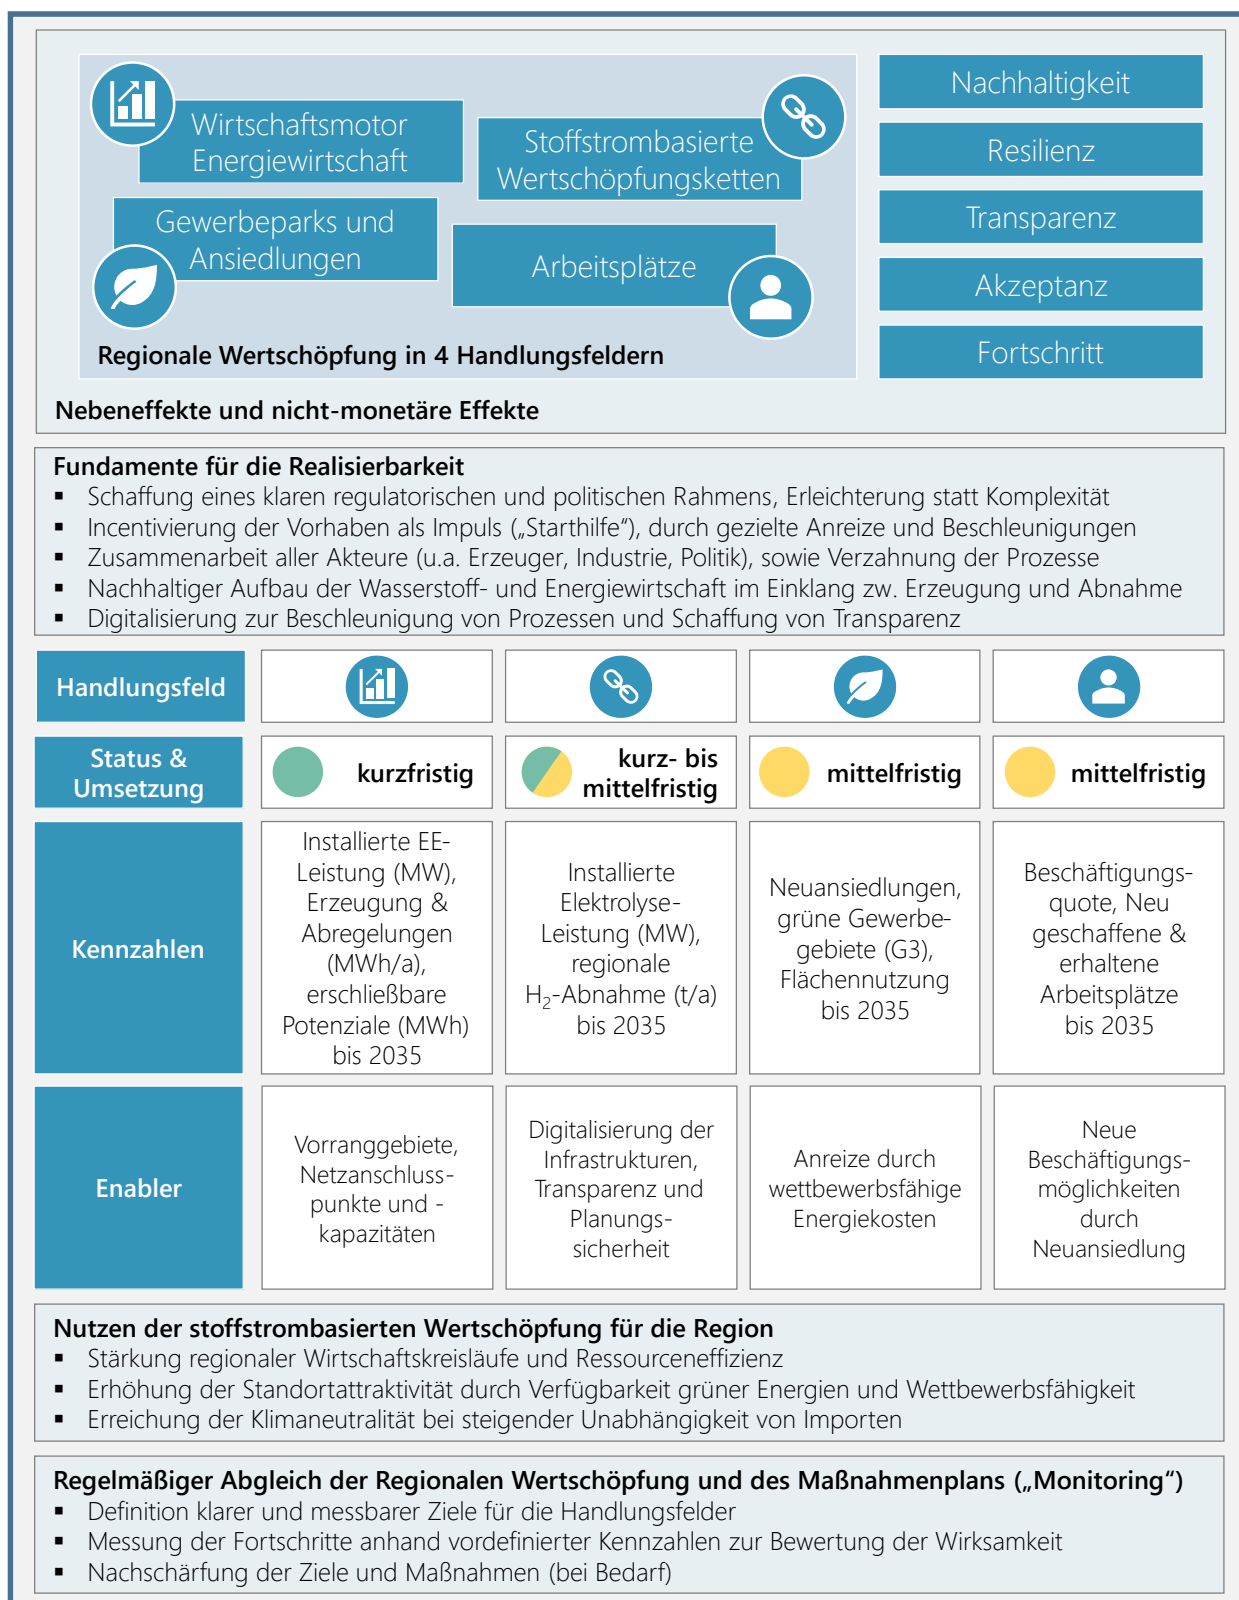 Wirtschaftsmotor
Energiewirtschaft
Stoffstrombasierte
Wertschöpfungsketten
Gewerbeparks und
Ansiedlungen
Arbeitsplätze
Regionale Wertschöpfung in 4 Handlungsfeldern
Nachhaltigkeit
Resilienz
Transparenz
Akzeptanz
Fortschritt
Nebeneffekte und nicht-monetäre Effekte
Fundamente für die Realisierbarkeit
▪ Schaffung eines klaren regulatorischen und politischen Rahmens, Erleichterung statt Komplexität
▪ Incentivierung der Vorhaben als Impuls („Starthilfe“), durch gezielte Anreize und Beschleunigungen
▪ Zusammenarbeit aller Akteure (u.a. Erzeuger, Industrie, Politik), sowie Verzahnung der Prozesse
▪ Nachhaltiger Aufbau der Wasserstoff- und Energiewirtschaft im Einklang zw. Erzeugung und Abnahme
▪ Digitalisierung zur Beschleunigung von Prozessen und Schaffung von Transparenz
Handlungsfeld
Status &
Umsetzung
kurzfristig
kurz- bis
mittelfristig
mittelfristig
mittelfristig
Kennzahlen
Installierte EE-
Leistung (MW),
Erzeugung &
Abregelungen
(MWh/a),
erschließbare
Potenziale (MWh)
bis 2035
Installierte
Elektrolyse-
Leistung (MW),
regionale
H₂-Abnahme (t/a)
bis 2035
Neuansiedlungen,
grüne Gewerbe-
gebiete (G3),
Flächennutzung
bis 2035
Beschäftigungs-
quote, Neu
geschaffene &
erhaltene
Arbeitsplätze
bis 2035
Enabler
Vorranggebiete,
Netzanschluss-
punkte und -
kapazitäten
Digitalisierung der
Infrastrukturen,
Transparenz und
Planungs-
sicherheit
Anreize durch
wettbewerbsfähige
Energiekosten
Neue
Beschäftigungs-
möglichkeiten
durch
Neuansiedlung
Nutzen der stoffstrombasierten Wertschöpfung für die Region
▪ Stärkung regionaler Wirtschaftskreisläufe und Ressourceneffizienz
▪ Erhöhung der Standortattraktivität durch Verfügbarkeit grüner Energien und Wettbewerbsfähigkeit
▪ Erreichung der Klimaneutralität bei steigender Unabhängigkeit von Importen
Regelmäßiger Abgleich der Regionalen Wertschöpfung und des Maßnahmenplans („Monitoring“)
▪ Definition klarer und messbarer Ziele für die Handlungsfelder
▪ Messung der Fortschritte anhand vordefinierter Kennzahlen zur Bewertung der Wirksamkeit
▪ Nachschärfung der Ziele und Maßnahmen (bei Bedarf)